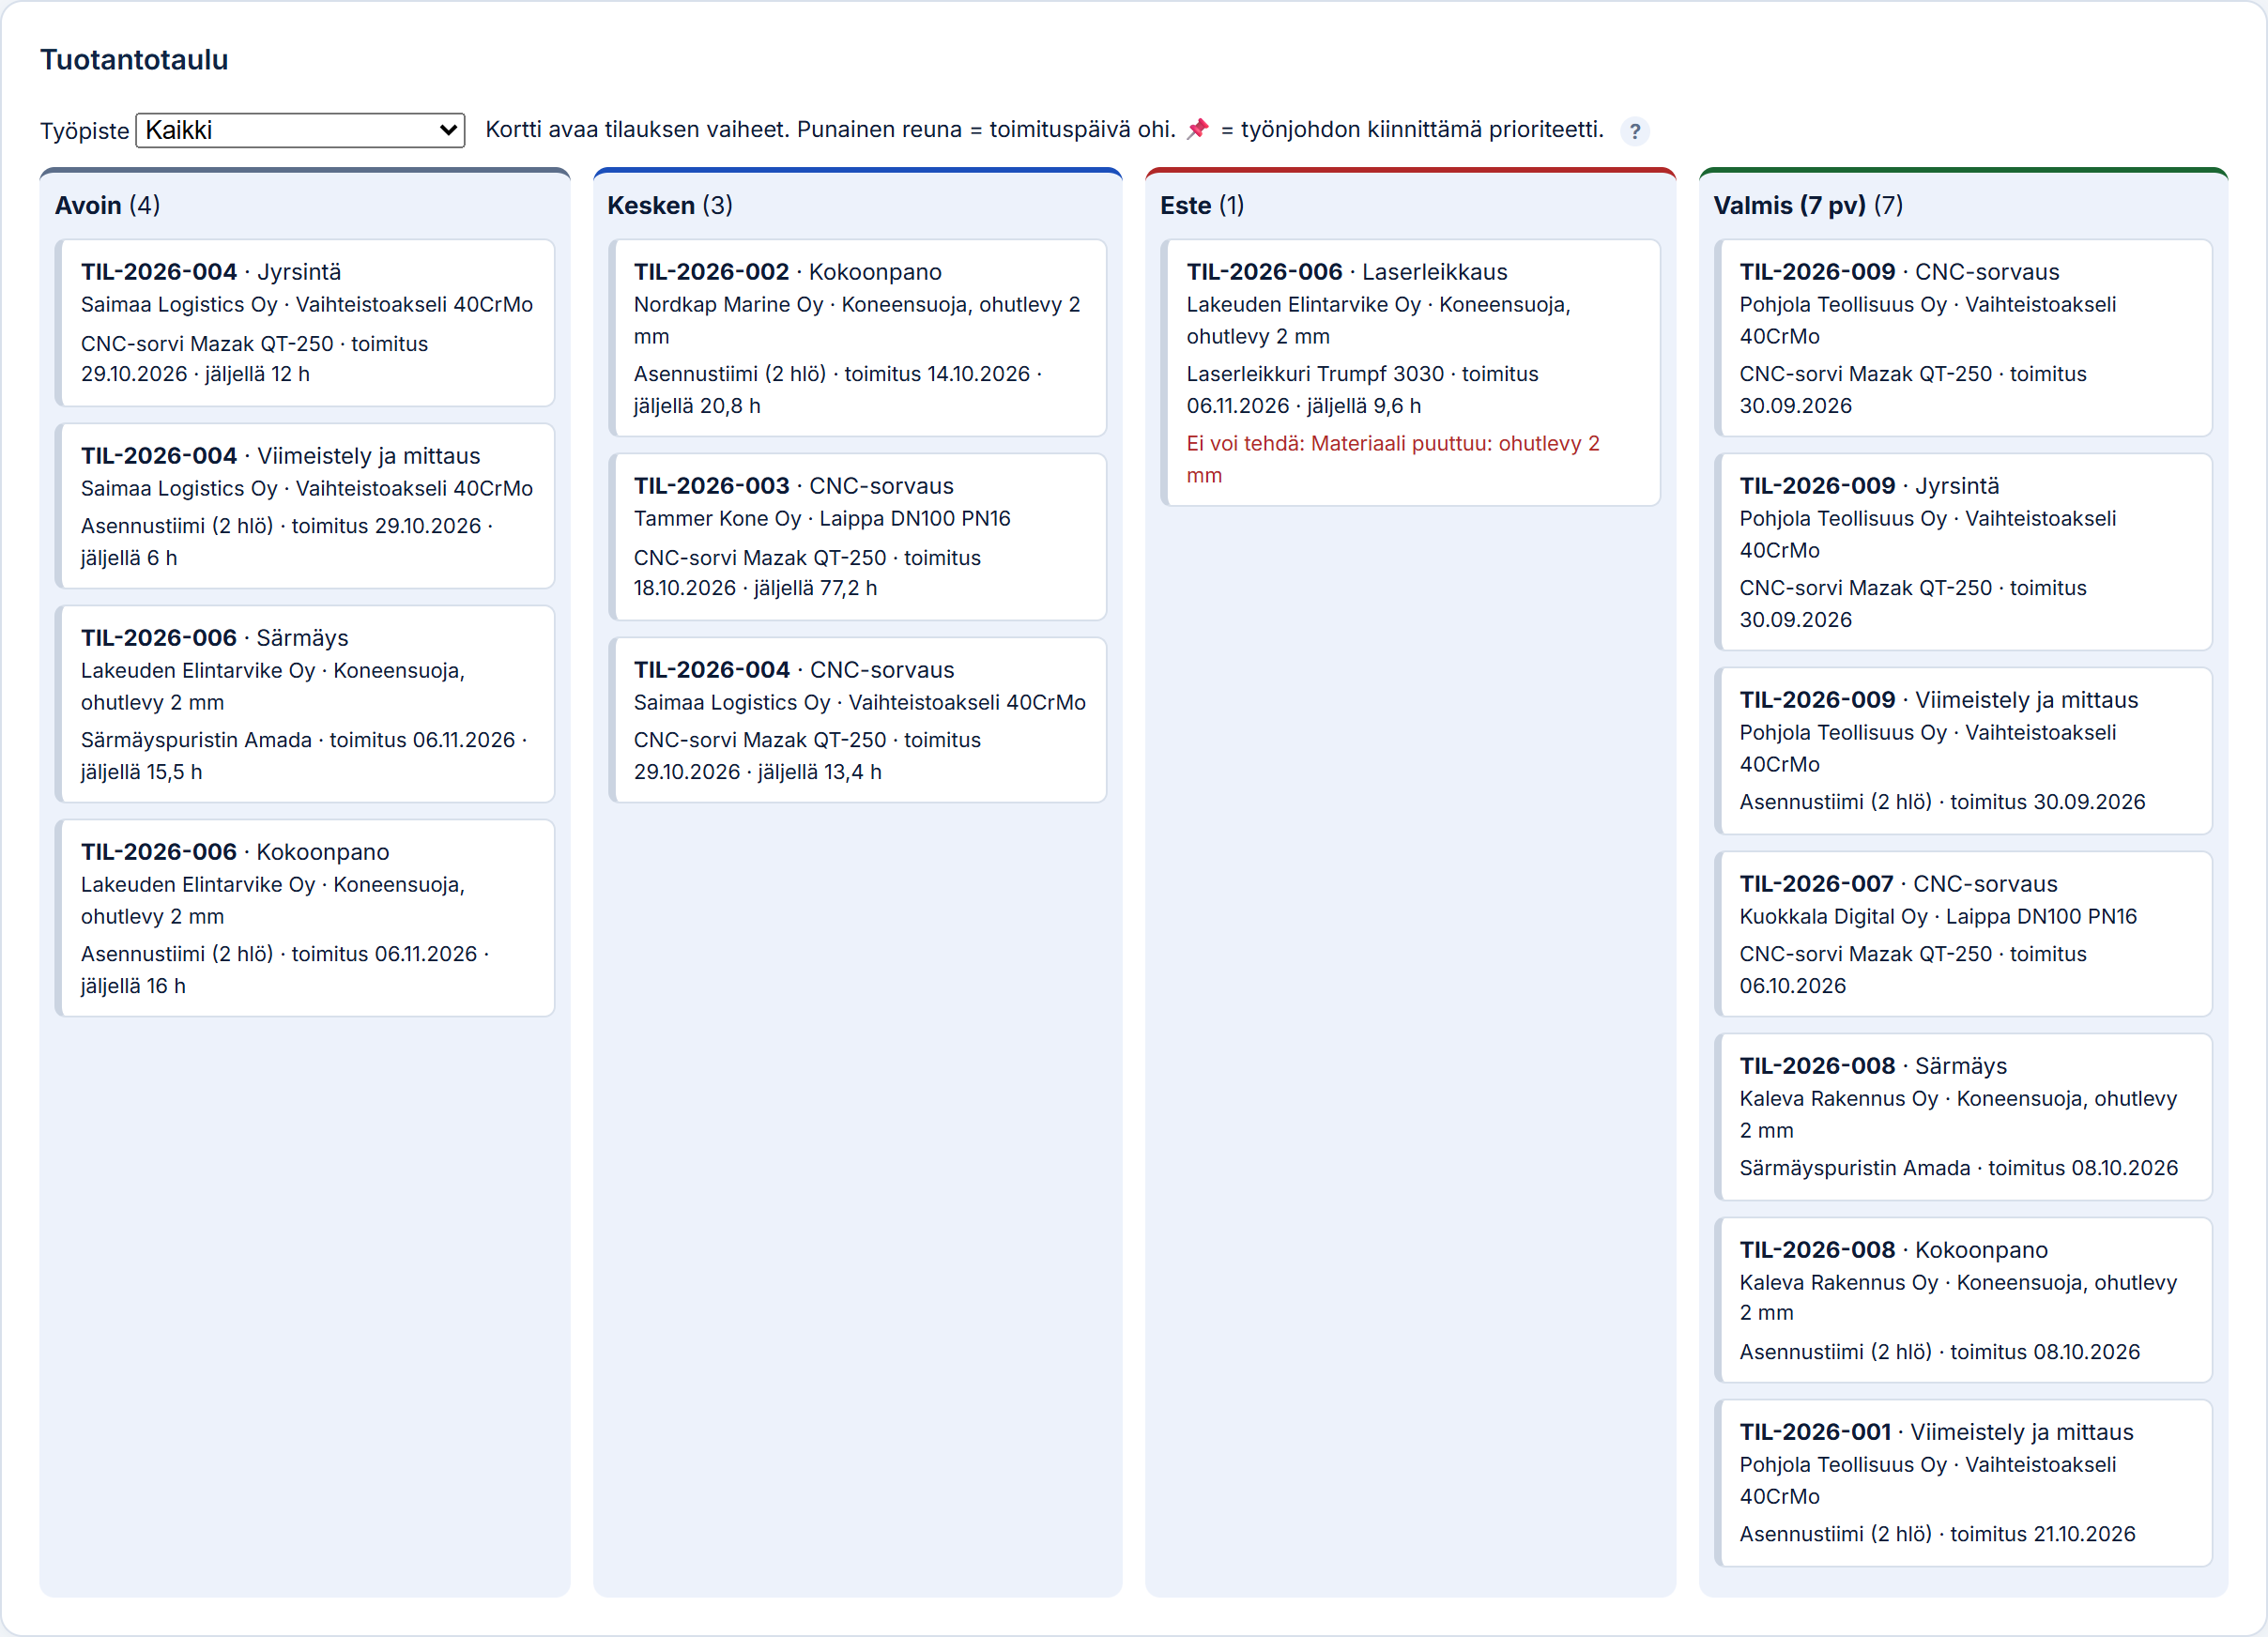 Tuotantotaulu
Työpiste Kaikki Kortti avaa tilauksen vaiheet. Punainen reuna = toimituspäivä ohi. 📌 = työnjohdon kiinnittämä prioriteetti. ?
Avoin (4)
TIL-2026-004 · Jyrsintä
Saimaa Logistics Oy · Vaihteistoakseli 40CrMo
CNC-sorvi Mazak QT-250 · toimitus
29.10.2026 · jäljellä 12 h
TIL-2026-004 · Viimeistely ja mittaus
Saimaa Logistics Oy · Vaihteistoakseli 40CrMo
Asennustiimi (2 hlö) · toimitus 29.10.2026 ·
jäljellä 6 h
TIL-2026-006 · Särmäys
Lakeuden Elintarvike Oy · Koneensuoja,
ohutlevy 2 mm
Särmäyspuristin Amada · toimitus 06.11.2026 ·
jäljellä 15,5 h
TIL-2026-006 · Kokoonpano
Lakeuden Elintarvike Oy · Koneensuoja,
ohutlevy 2 mm
Asennustiimi (2 hlö) · toimitus 06.11.2026 ·
jäljellä 16 h
Kesken (3)
TIL-2026-002 · Kokoonpano
Nordkap Marine Oy · Koneensuoja, ohutlevy 2
mm
Asennustiimi (2 hlö) · toimitus 14.10.2026 ·
jäljellä 20,8 h
TIL-2026-003 · CNC-sorvaus
Tammer Kone Oy · Laippa DN100 PN16
CNC-sorvi Mazak QT-250 · toimitus
18.10.2026 · jäljellä 77,2 h
TIL-2026-004 · CNC-sorvaus
Saimaa Logistics Oy · Vaihteistoakseli 40CrMo
CNC-sorvi Mazak QT-250 · toimitus
29.10.2026 · jäljellä 13,4 h
Este (1)
TIL-2026-006 · Laserleikkaus
Lakeuden Elintarvike Oy · Koneensuoja,
ohutlevy 2 mm
Laserleikkuri Trumpf 3030 · toimitus
06.11.2026 · jäljellä 9,6 h
Ei voi tehdä: Materiaali puuttuu: ohutlevy 2
mm
Valmis (7 pv) (7)
TIL-2026-009 · CNC-sorvaus
Pohjola Teollisuus Oy · Vaihteistoakseli
40CrMo
CNC-sorvi Mazak QT-250 · toimitus
30.09.2026
TIL-2026-009 · Jyrsintä
Pohjola Teollisuus Oy · Vaihteistoakseli
40CrMo
CNC-sorvi Mazak QT-250 · toimitus
30.09.2026
TIL-2026-009 · Viimeistely ja mittaus
Pohjola Teollisuus Oy · Vaihteistoakseli
40CrMo
Asennustiimi (2 hlö) · toimitus 30.09.2026
TIL-2026-007 · CNC-sorvaus
Kuokkala Digital Oy · Laippa DN100 PN16
CNC-sorvi Mazak QT-250 · toimitus
06.10.2026
TIL-2026-008 · Särmäys
Kaleva Rakennus Oy · Koneensuoja, ohutlevy
2 mm
Särmäyspuristin Amada · toimitus 08.10.2026
TIL-2026-008 · Kokoonpano
Kaleva Rakennus Oy · Koneensuoja, ohutlevy
2 mm
Asennustiimi (2 hlö) · toimitus 08.10.2026
TIL-2026-001 · Viimeistely ja mittaus
Pohjola Teollisuus Oy · Vaihteistoakseli
40CrMo
Asennustiimi (2 hlö) · toimitus 21.10.2026